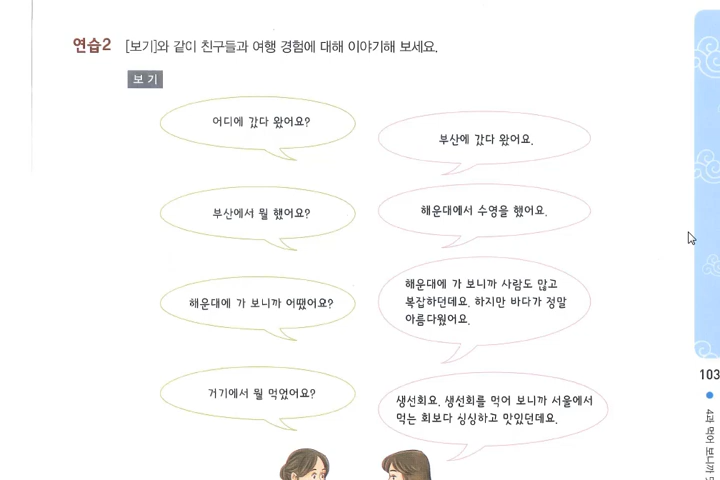 연습2 [보기]와 같이 친구들과 여행 경험에 대해 이야기해 보세요.
보기
어디에 갔다 왔어요?
부산에 갔다 왔어요.
부산에서 뭘 했어요?
해운대에서 수영을 했어요.
해운대에 가 보니까 어땠어요?
해운대에 가 보니까 사람도 많고
복잡하던데요. 하지만 바다가 정말
아름다웠어요.
거기에서 뭘 먹었어요?
생선회요. 생선회를 먹어 보니까 서울에서
먹는 회보다 싱싱하고 맛있던데요.
103
4과 먹어 보니까